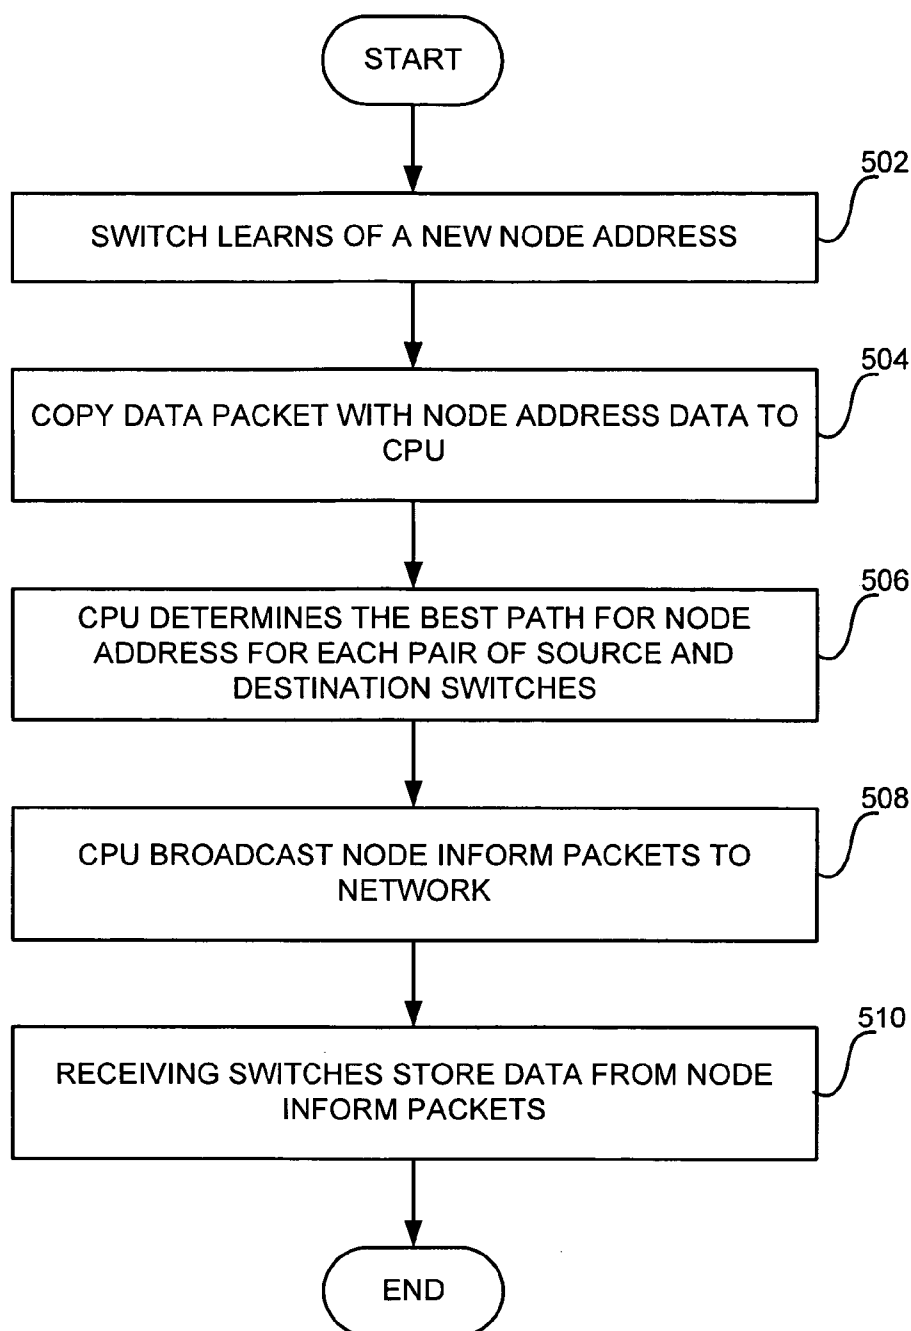 START
502
SWITCH LEARNS OF A NEW NODE ADDRESS
504
COPY DATA PACKET WITH NODE ADDRESS DATA TO
CPU
506
CPU DETERMINES THE BEST PATH FOR NODE
ADDRESS FOR EACH PAIR OF SOURCE AND
DESTINATION SWITCHES
508
CPU BROADCAST NODE INFORM PACKETS TO
NETWORK
510
RECEIVING SWITCHES STORE DATA FROM NODE
INFORM PACKETS
END